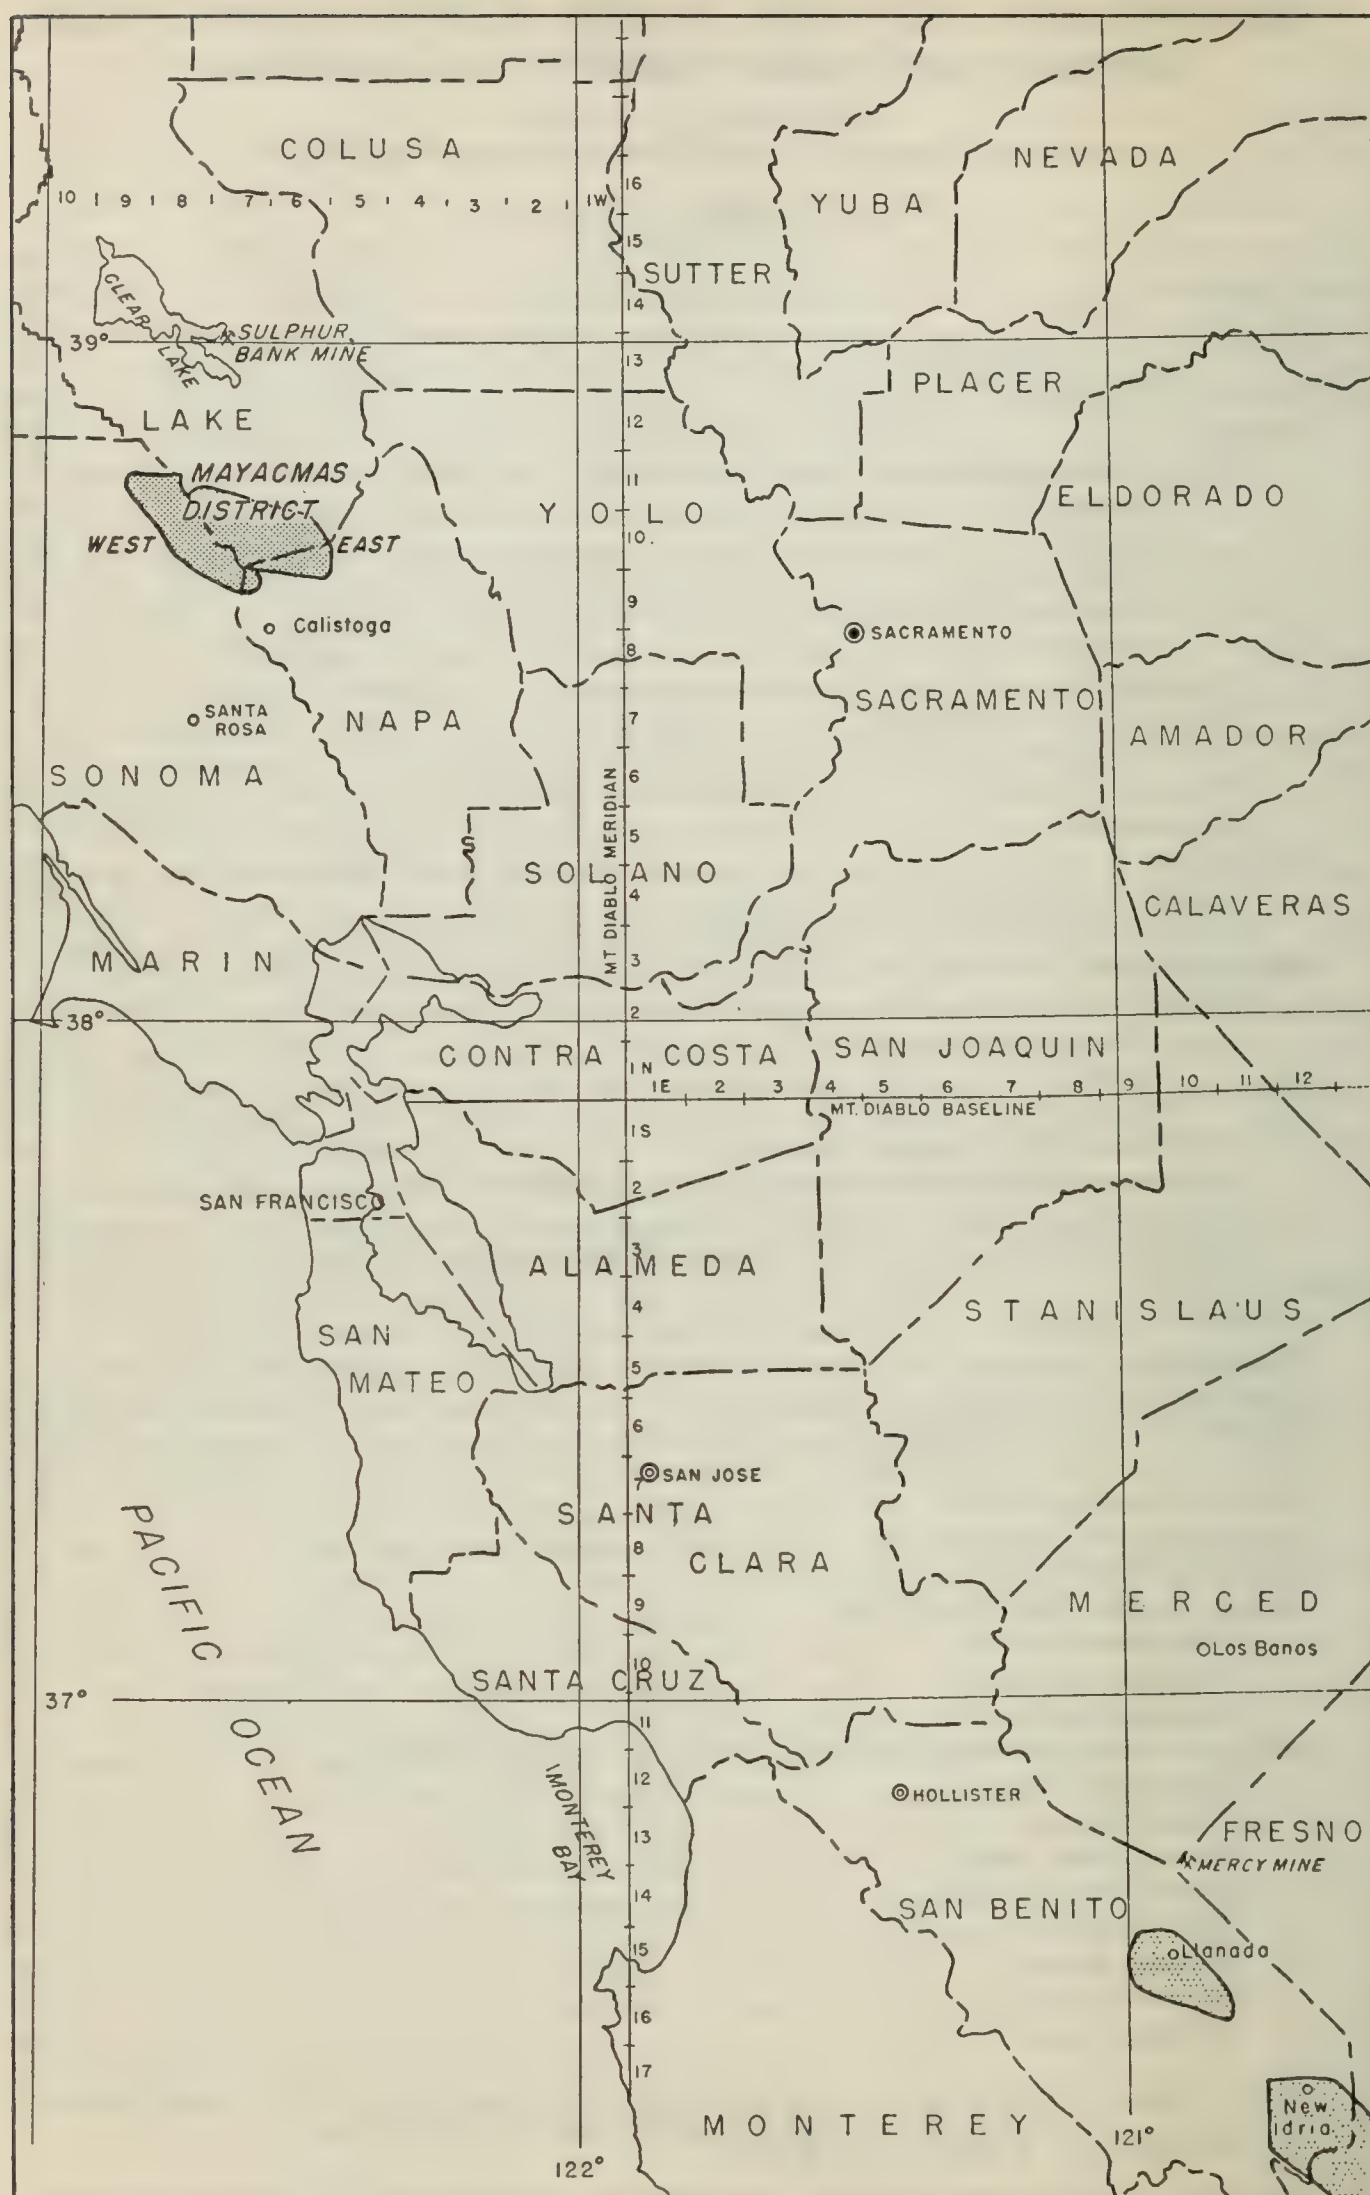 COLUSA
NEVADA
YUBA
10 9 8 7 6 5 4 3 2 1W
16
15
SUTTER
14
CLEAR LAKE
SULPHUR
BANK MINE
39°
13
PLACER
LAKE
12
MAYACMAS
DISTRICT
11
ELDORADO
YOLO
WEST
EAST
10
9
Calistoga
SACRAMENTO
8
SACRAMENTO
SANTA
ROSA
NAPA
7
AMADOR
SONOMA
6
MT DIABLO MERIDIAN
5
SOLANO
4
CALAVERAS
MARIN
3
38°
2
CONTRA COSTA
SAN JOAQUIN
1N
1E 2 3 4 5 6 7 8 9 10 11 12
MT. DIABLO BASELINE
1S
2
SAN FRANCISCO
3
ALAMEDA
4
STANISLAUS
SAN
MATEO
5
6
SAN JOSE
7
SANTA
CLARA
8
9
MERCED
Los Banos
10
SANTA CRUZ
37°
11
PACIFIC
OCEAN
12
MONTEREY
BAY
HOLLISTER
13
FRESNO
MERCY MINE
14
SAN BENITO
15
Llanada
16
17
New
Idria
MONTEREY
121°
122°